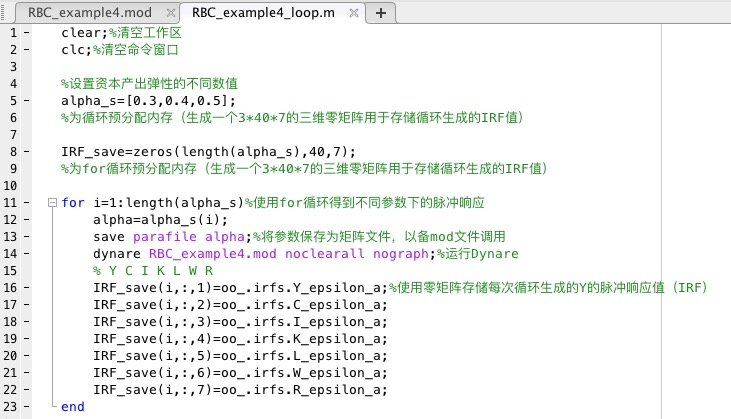 RBC_example4.mod × RBC_example4_loop.m × +
1 clear;%清空工作区
2 clc;%清空命令窗口
3
4 %设置资本产出弹性的不同数值
5 alpha_s=[0.3,0.4,0.5];
6 %为循环预分配内存（生成一个3*40*7的三维零矩阵用于存储循环生成的IRF值）
7
8 IRF_save=zeros(length(alpha_s),40,7);
9 %为for循环预分配内存（生成一个3*40*7的三维零矩阵用于存储循环生成的IRF值）
10
11 for i=1:length(alpha_s)%使用for循环得到不同参数下的脉冲响应
12 alpha=alpha_s(i);
13 save parafile alpha;%将参数保存为矩阵文件，以备mod文件调用
14 dynare RBC_example4.mod noclearall nograph;%运行Dynare
15 % Y C I K L W R
16 IRF_save(i,:,1)=oo_.irfs.Y_epsilon_a;%使用零矩阵存储每次循环生成的Y的脉冲响应值（IRF）
17 IRF_save(i,:,2)=oo_.irfs.C_epsilon_a;
18 IRF_save(i,:,3)=oo_.irfs.I_epsilon_a;
19 IRF_save(i,:,4)=oo_.irfs.K_epsilon_a;
20 IRF_save(i,:,5)=oo_.irfs.L_epsilon_a;
21 IRF_save(i,:,6)=oo_.irfs.W_epsilon_a;
22 IRF_save(i,:,7)=oo_.irfs.R_epsilon_a;
23 end